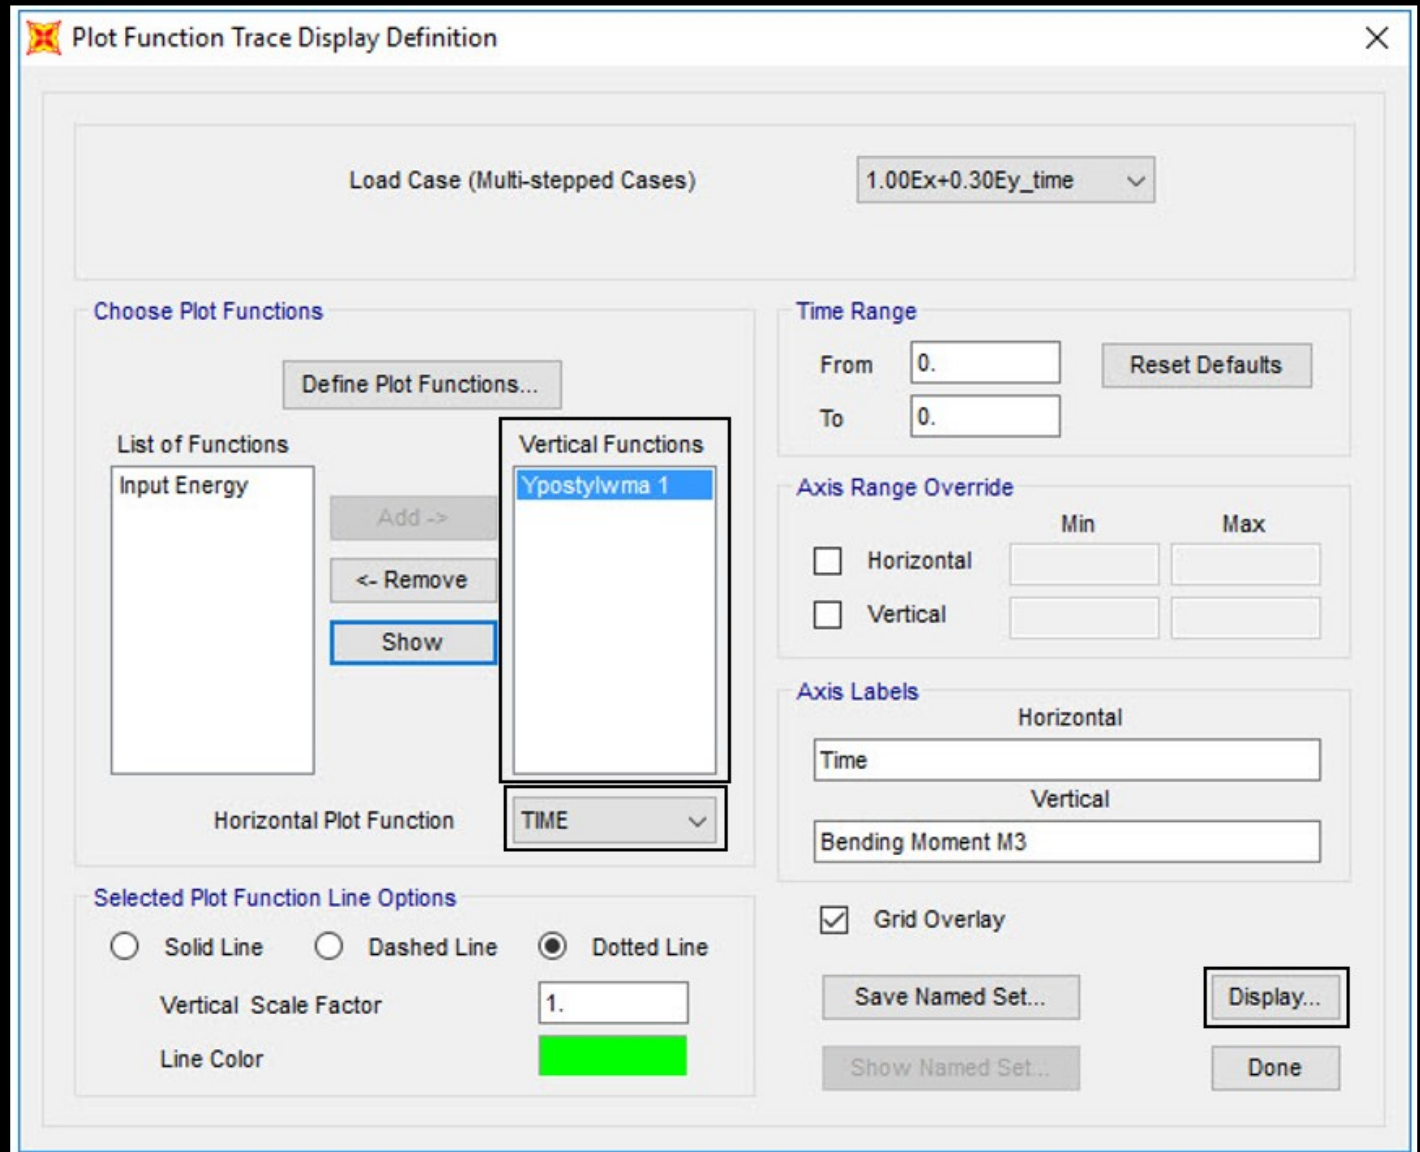 Plot Function Trace Display Definition
Load Case (Multi-stepped Cases)
1.00Ex+0.30Ey_time
Choose Plot Functions
Define Plot Functions...
List of Functions
Input Energy
Add ->
<- Remove
Show
Vertical Functions
Ypostylwma 1
Horizontal Plot Function
TIME
Time Range
From
0.
Reset Defaults
To
0.
Axis Range Override
Min
Max
Horizontal
Vertical
Axis Labels
Horizontal
Time
Vertical
Bending Moment M3
Selected Plot Function Line Options
Solid Line
Dashed Line
Dotted Line
Vertical Scale Factor
1.
Line Color
Grid Overlay
Save Named Set...
Display...
Show Named Set...
Done